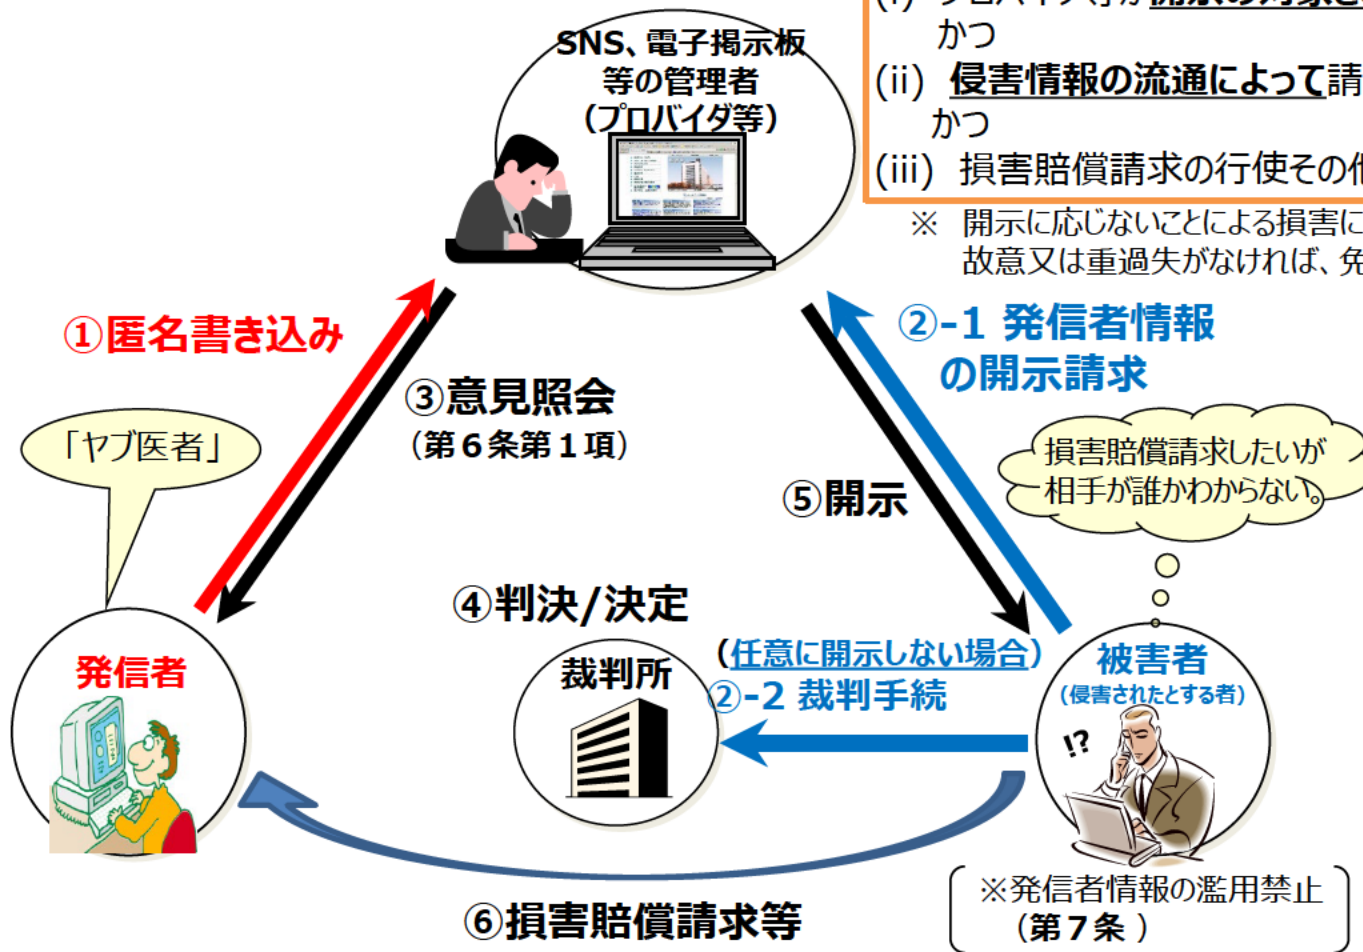 SNS、電子掲示板
等の管理者
(プロバイダ等)
(ii) 侵害情報の流通によって請
かつ
(iii) 損害賠償請求の行使その他
※ 開示に応じないことによる損害に
故意又は重過失がなければ、免
①匿名書き込み
②-1 発信者情報
の開示請求
③意見照会
(第6条第1項)
「ヤブ医者」
損害賠償請求したいが
相手が誰かわからない。
⑤開示
④判決/決定
発信者
裁判所
(任意に開示しない場合)
②-2 裁判手続
被害者
(侵害されたとする者)
!?
⑥損害賠償請求等
※発信者情報の濫用禁止
(第7条)